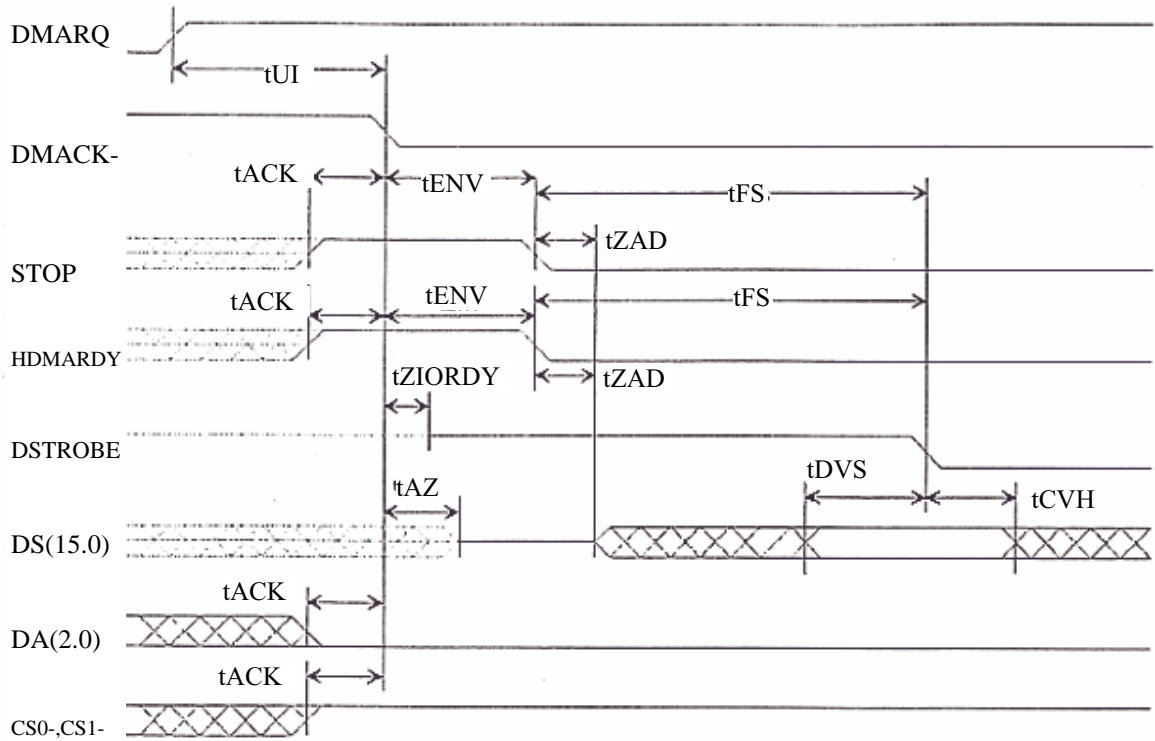 DMARQ
tUI
DMACK-
tACK
tENV
tFS
tZAD
STOP
tACK
tENV
tFS
HDMARDY
tZIORDY
tZAD
DSTROBE
tDVS
tAZ
tCVH
DS(15.0)
tACK
DA(2.0)
tACK
CS0-,CS1-